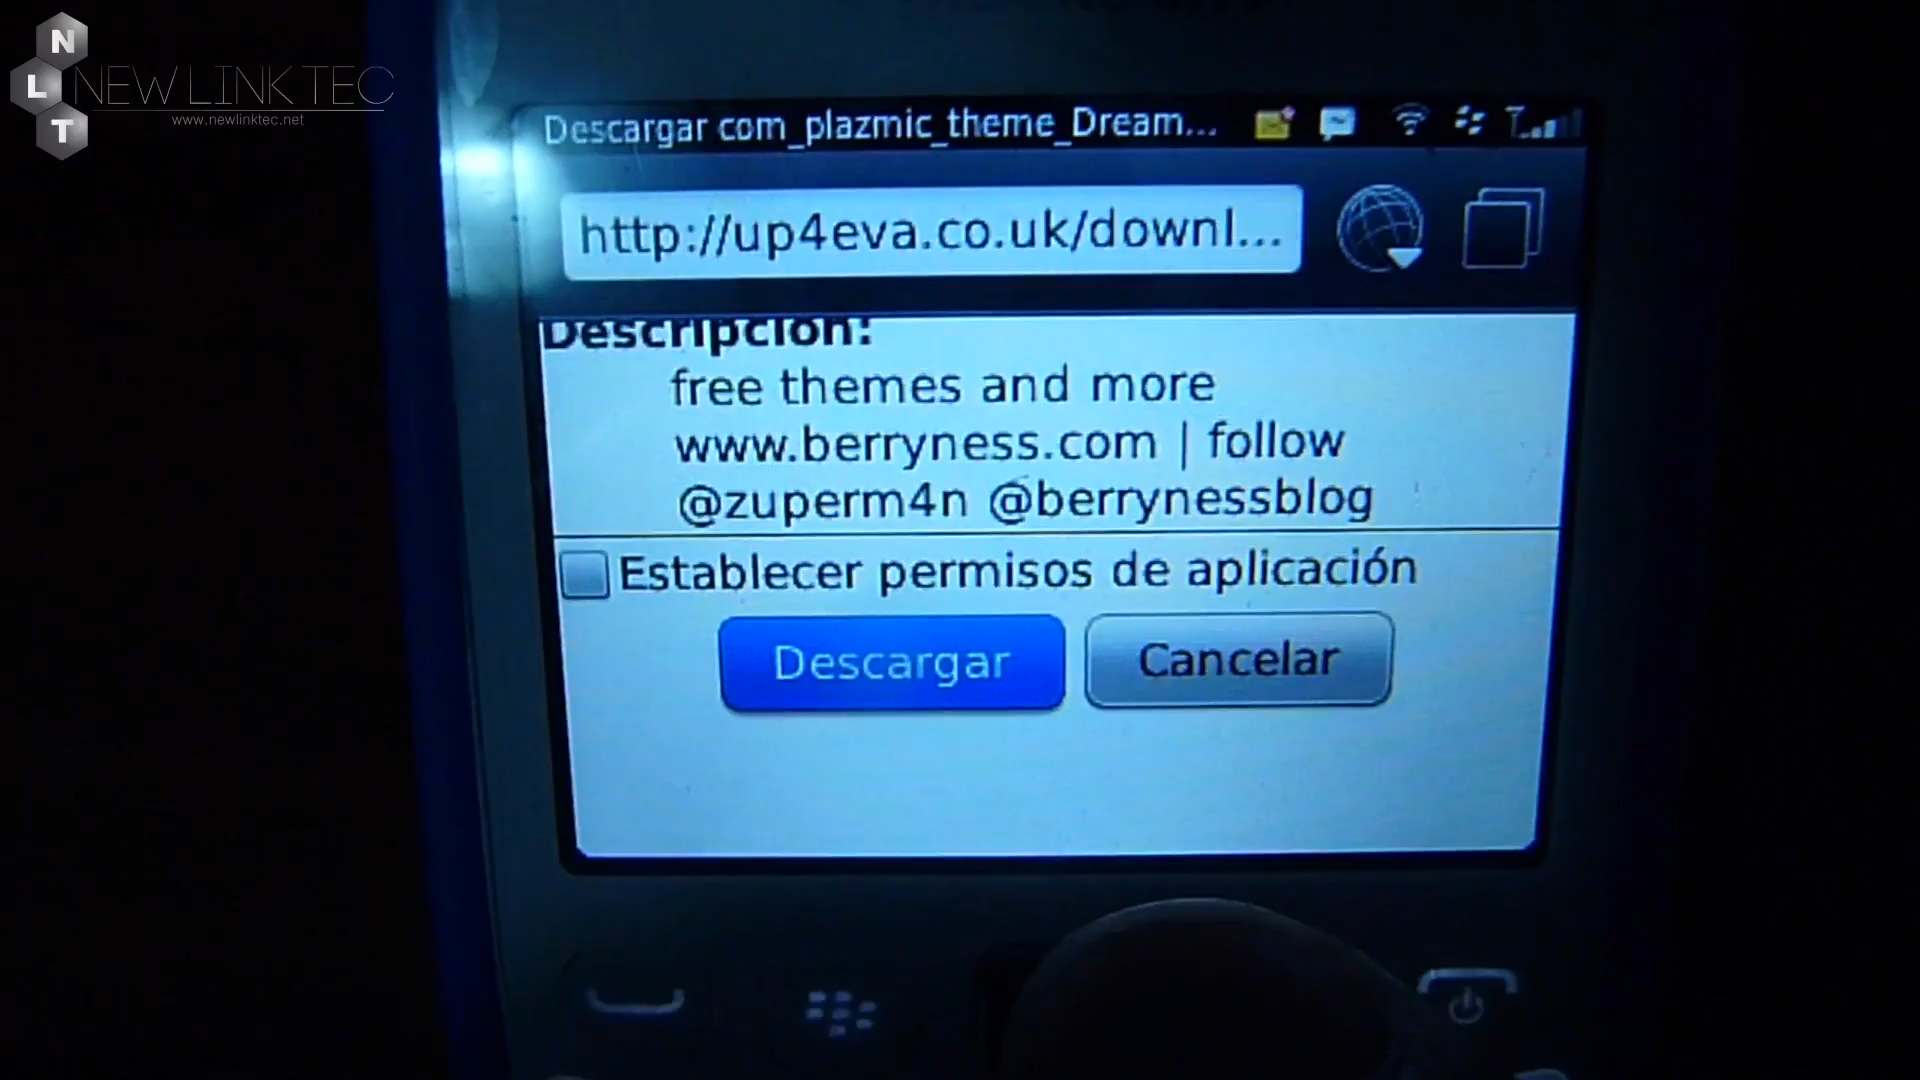 N
L
T
NEW LINK TEC
www.newlinktec.net
Descargar com_plazmic_theme_Dream...
http://up4eva.co.uk/downl...
Descripción:
free themes and more
www.berryness.com | follow
@zuperm4n @berrynessblog
Establecer permisos de aplicación
Descargar
Cancelar